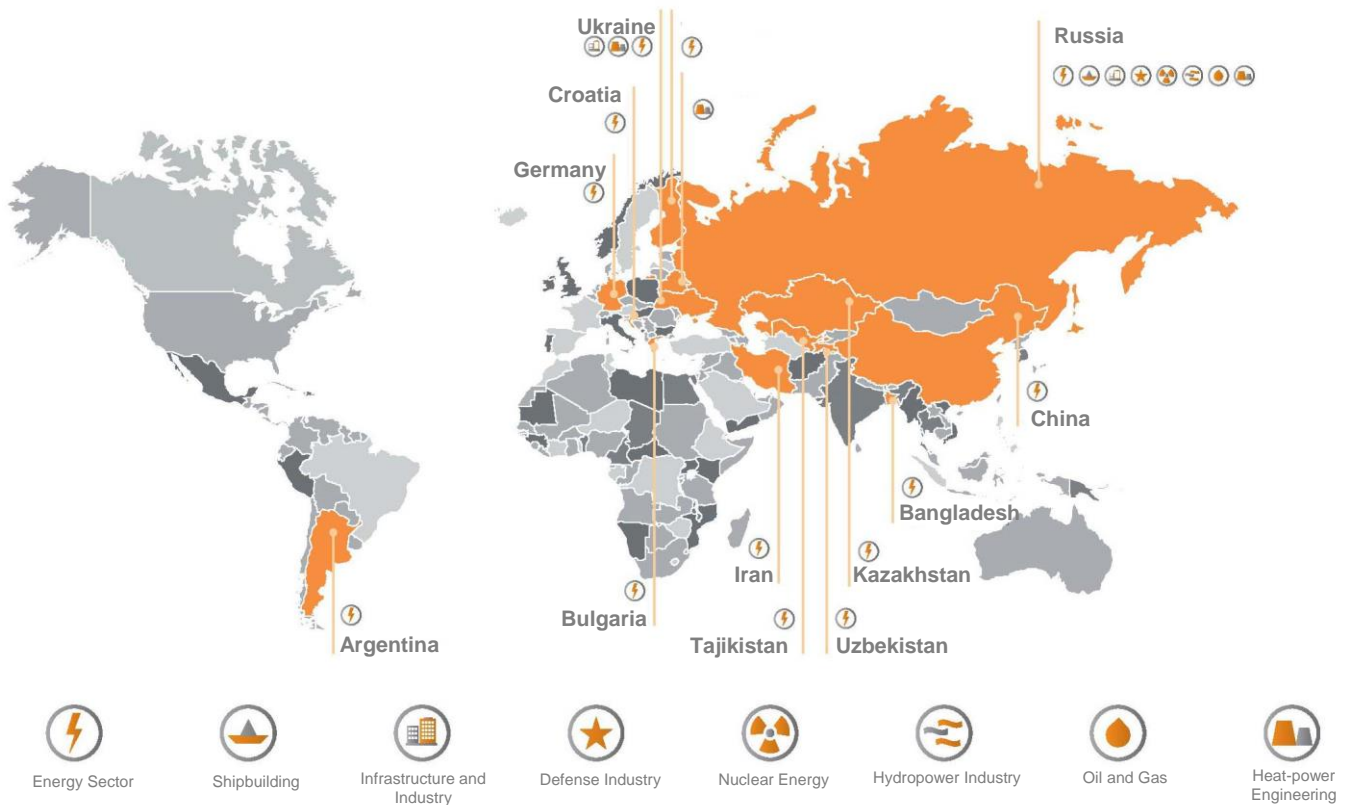 Ukraine
Russia
Croatia
Germany
China
Bangladesh
Iran
Kazakhstan
Bulgaria
Argentina
Tajikistan
Uzbekistan
Energy Sector
Shipbuilding
Infrastructure and
Industry
Defense Industry
Nuclear Energy
Hydropower Industry
Oil and Gas
Heat-power
Engineering